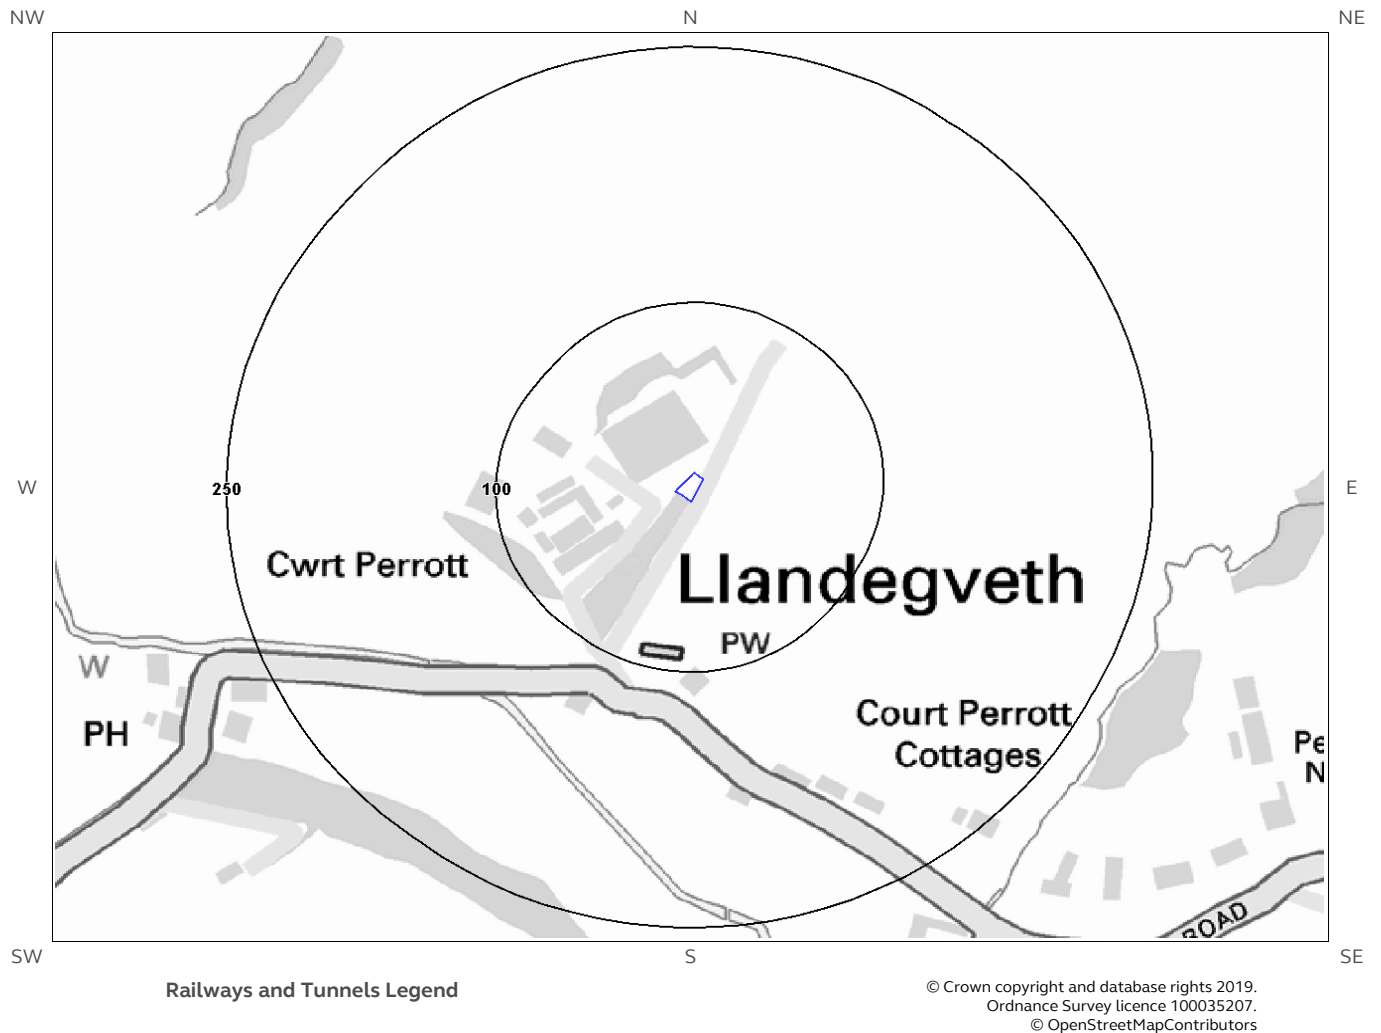 NW
N
NE
W
250
100
E
Cwrt Perrott
Llandegveth
PW
W
PH
Court Perrott
Cottages
Pe
N
ROAD
SW
S
SE
Railways and Tunnels Legend
© Crown copyright and database rights 2019.
Ordnance Survey licence 100035207.
© OpenStreetMapContributors